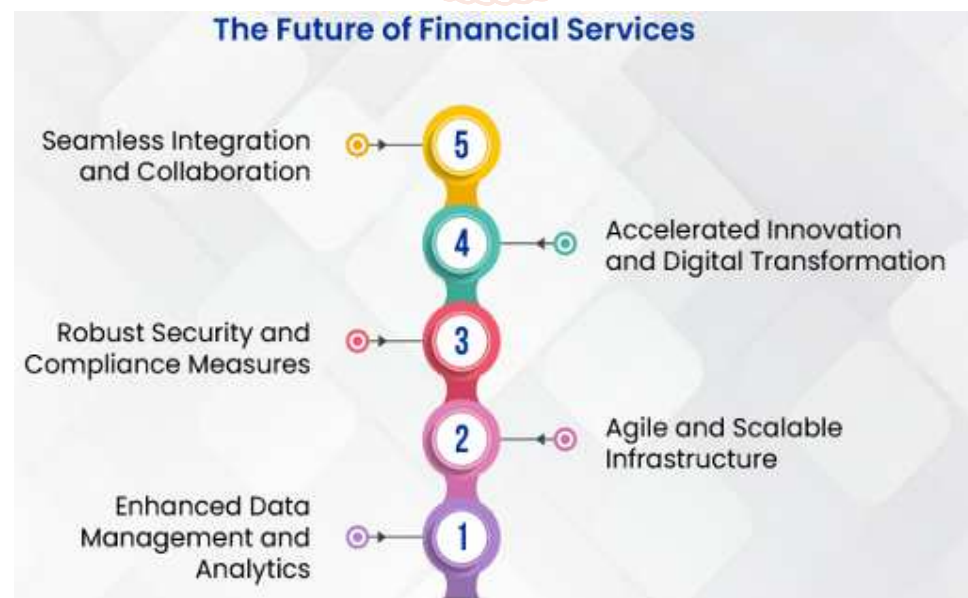 The Future of Financial Services
Seamless Integration
and Collaboration
5
4
Accelerated Innovation
and Digital Transformation
Robust Security and
Compliance Measures
3
2
Agile and Scalable
Infrastructure
Enhanced Data
Management and
Analytics
1